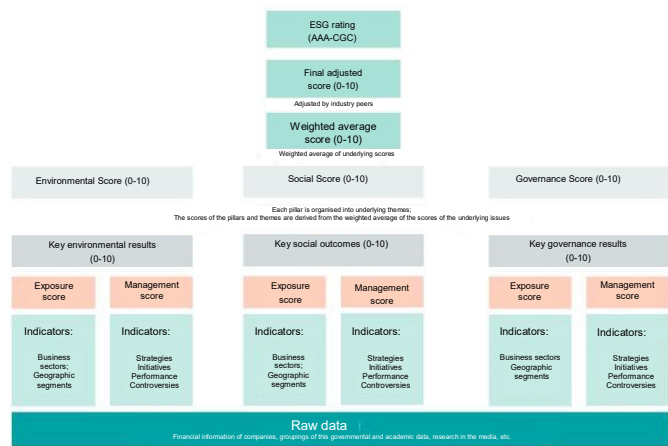 ESG rating
(AAA-CGC)
Final adjusted
score (0-10)
Adjusted by industry peers
Weighted average
score (0-10)
Weighted average of underlying scores
Environmental Score (0-10)
Social Score (0-10)
Governance Score (0-10)
Each pillar is organised into underlying themes;
The scores of the pillars and themes are derived from the weighted average of the scores of the underlying issues
Key environmental results
(0-10)
Key social outcomes (0-10)
Key governance results
(0-10)
Exposure
score
Management
score
Exposure
score
Management
score
Exposure
score
Management
score
Indicators:
Business
sectors;
Geographic
segments
Indicators:
Strategies
Initiatives
Performance
Controversies
Indicators:
Business
sectors;
Geographic
segments
Indicators:
Strategies
Initiatives
Performance
Controversies
Indicators:
Business sectors
Geographic
segments
Indicators:
Strategies
Initiatives
Performance
Controversies
Raw data
Financial information of companies, groupings of this governmental and academic data, research in the media, etc.